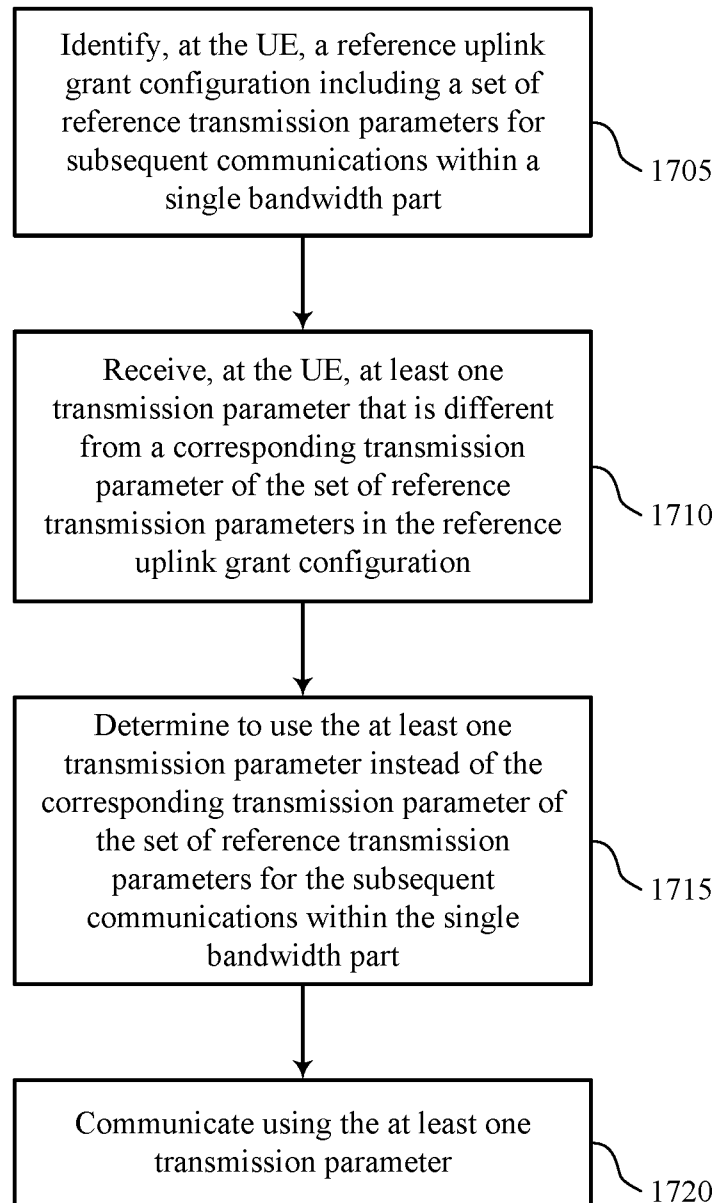 Identify, at the UE, a reference uplink
grant configuration including a set of
reference transmission parameters for
subsequent communications within a
single bandwidth part
1705
Receive, at the UE, at least one
transmission parameter that is different
from a corresponding transmission
parameter of the set of reference
transmission parameters in the reference
uplink grant configuration
1710
Determine to use the at least one
transmission parameter instead of the
corresponding transmission parameter of
the set of reference transmission
parameters for the subsequent
communications within the single
bandwidth part
1715
Communicate using the at least one
transmission parameter
1720